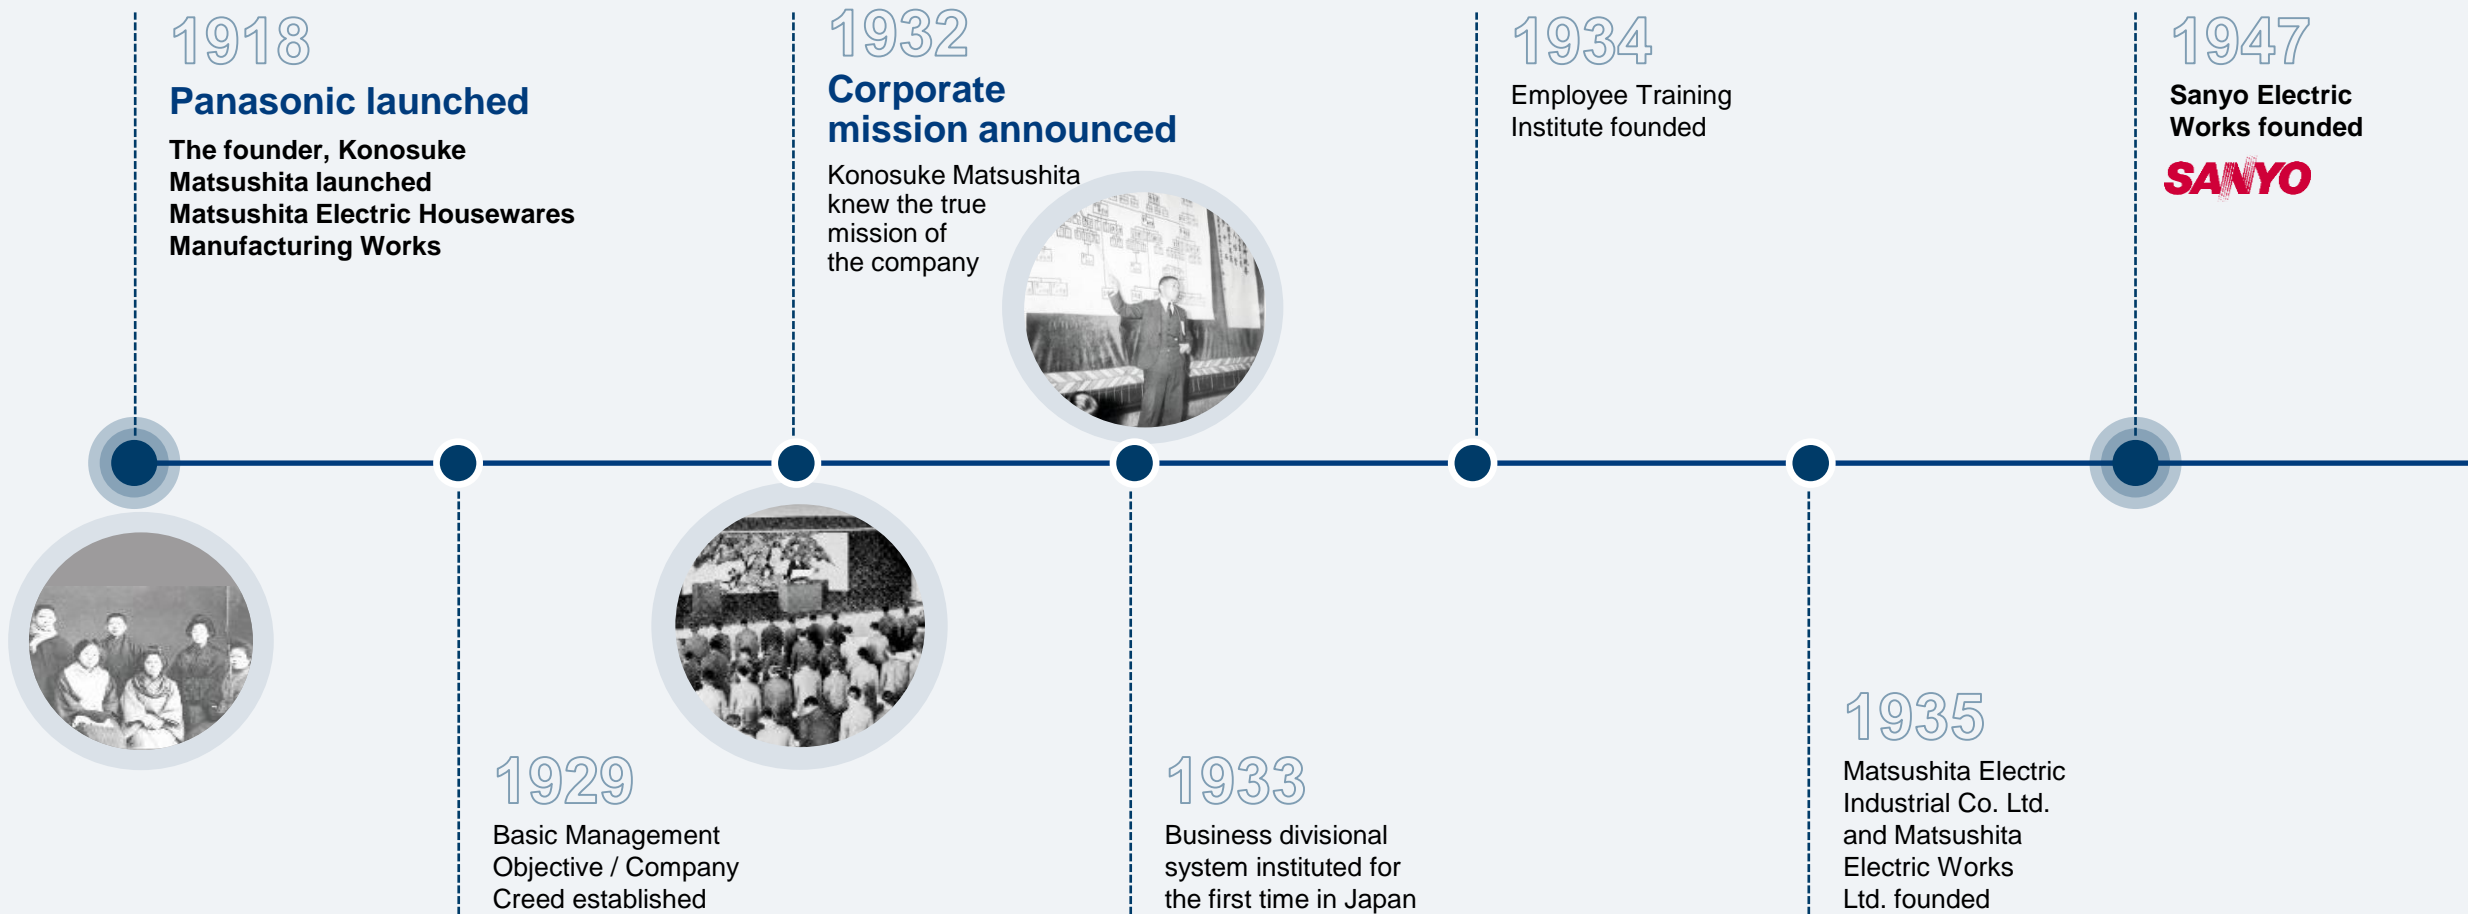 1918
Panasonic launched
The founder, Konosuke
Matsushita launched
Matsushita Electric Housewares
Manufacturing Works
1932
Corporate
mission announced
Konosuke Matsushita
knew the true
mission of
the company
1934
Employee Training
Institute founded
1947
Sanyo Electric
Works founded
SANYO
1929
Basic Management
Objective / Company
Creed established
1933
Business divisional
system instituted for
the first time in Japan
1935
Matsushita Electric
Industrial Co. Ltd.
and Matsushita
Electric Works
Ltd. founded